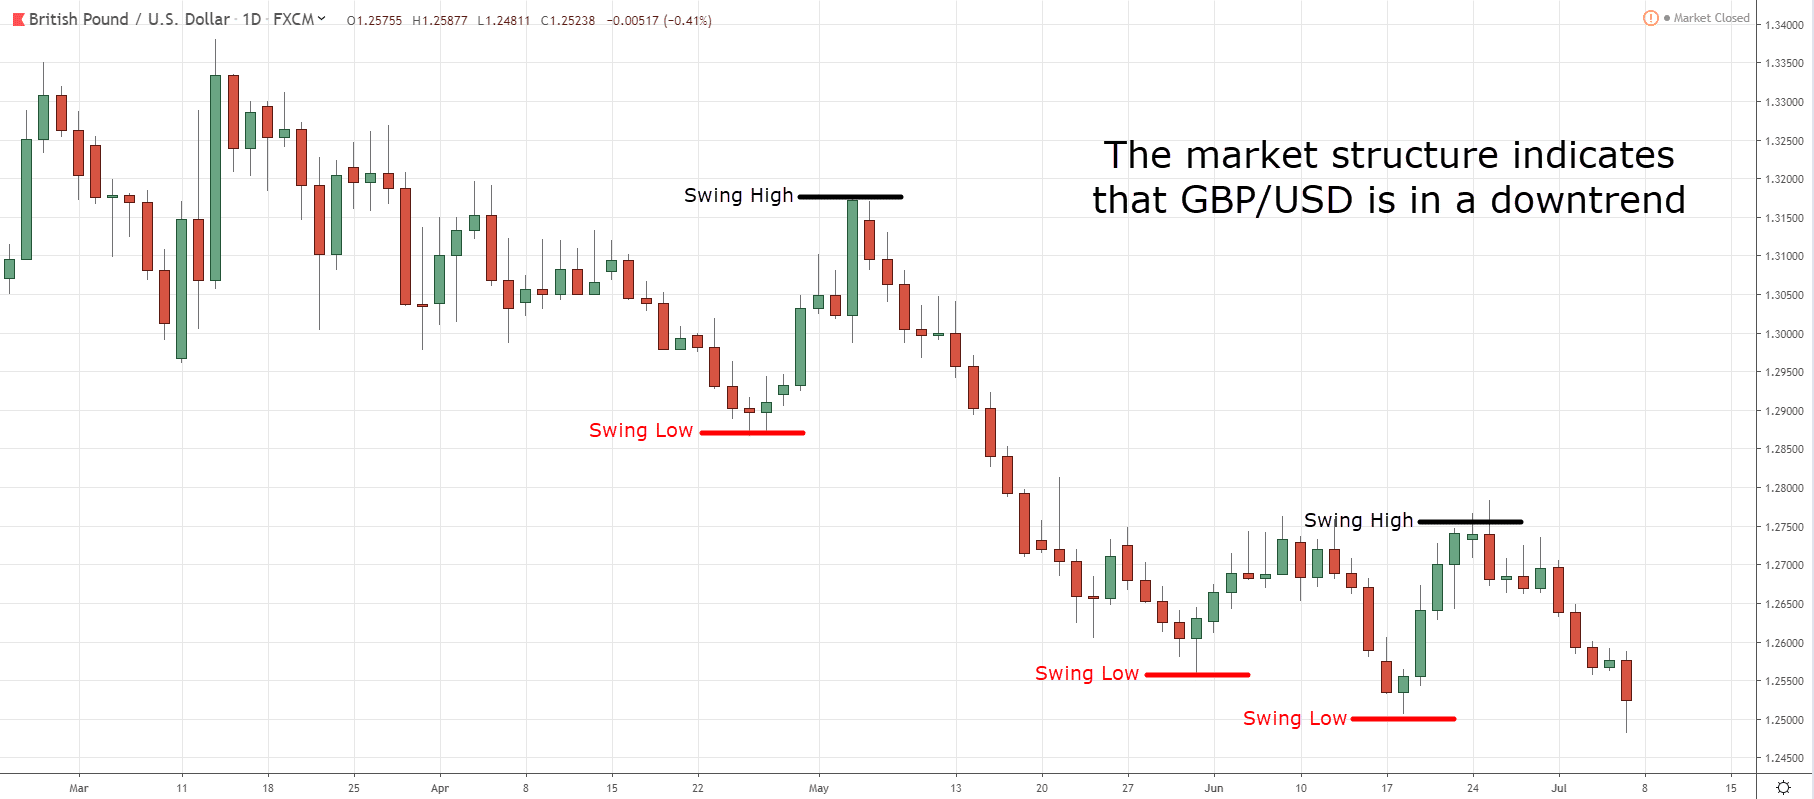 British Pound / U.S. Dollar · 1D · FXCM O1.25755 H1.25877 L1.24811 C1.25238 −0.00517 (−0.41%)
! Market Closed
1.34000
1.33500
1.33000
1.32500
The market structure indicates
that GBP/USD is in a downtrend
1.32000
Swing High
1.31500
1.31000
1.30500
1.30000
1.29500
1.29000
Swing Low
1.28500
1.28000
1.27500
Swing High
1.27000
1.26500
1.26000
Swing Low
1.25500
1.25000
Swing Low
1.24500
Mar 11 18 25 Apr 8 15 22 May 13 20 27 Jun 10 17 24 Jul 8 15